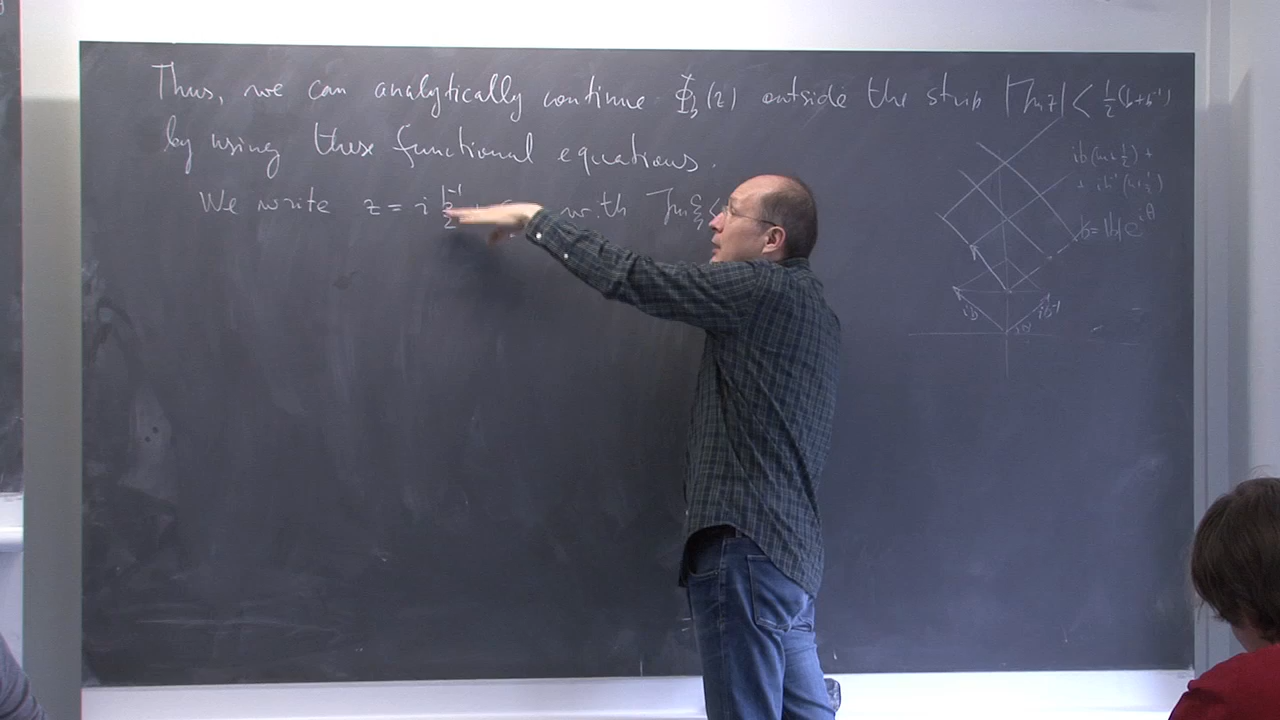 Thus, we can analytically continue Φ_b(z) outside the strip |Im z| < 1/2 (b+b⁻¹)
by using these functional equations.
We write z = i b⁻¹/2 + with Im ξ <
ib(m+1/2) +
+ ib⁻¹(n+1/2)
b = |b| e^{iθ}
ib ib⁻¹